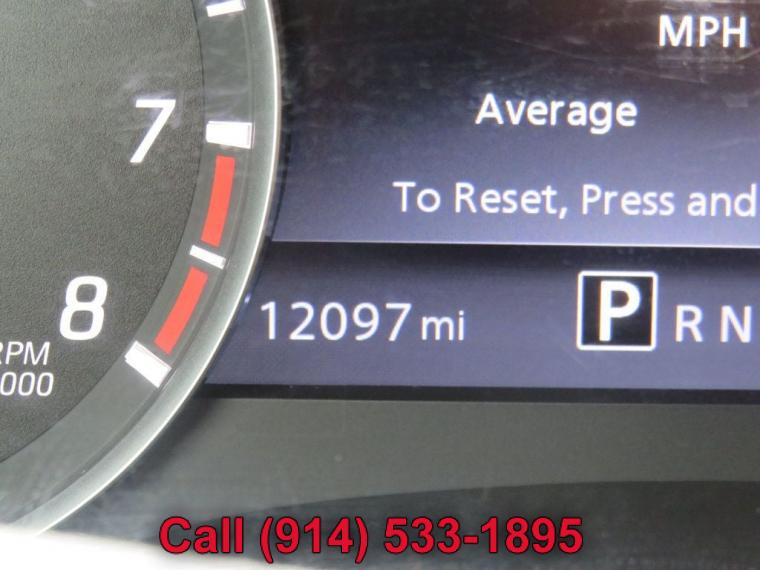 MPH
Average
To Reset, Press and
7
8
RPM
000
12097 mi
P R N
Call (914) 533-1895